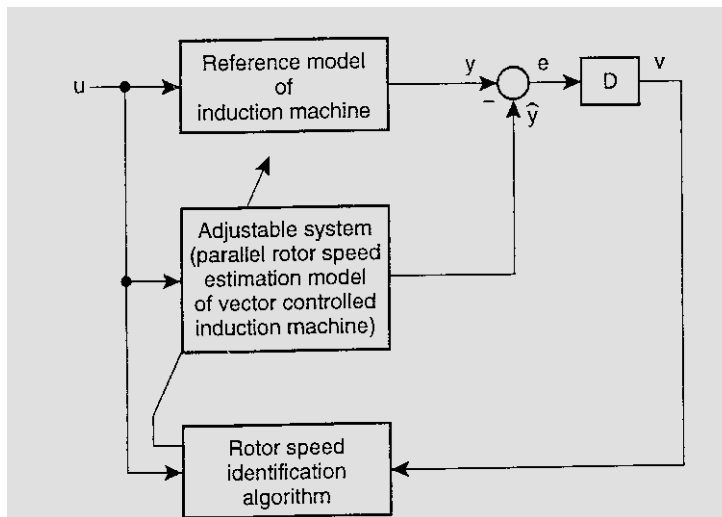 Reference model
of
induction machine
u
y
e
D
v
−
ŷ
Adjustable system
(parallel rotor speed
estimation model
of vector controlled
induction machine)
Rotor speed
identification
algorithm